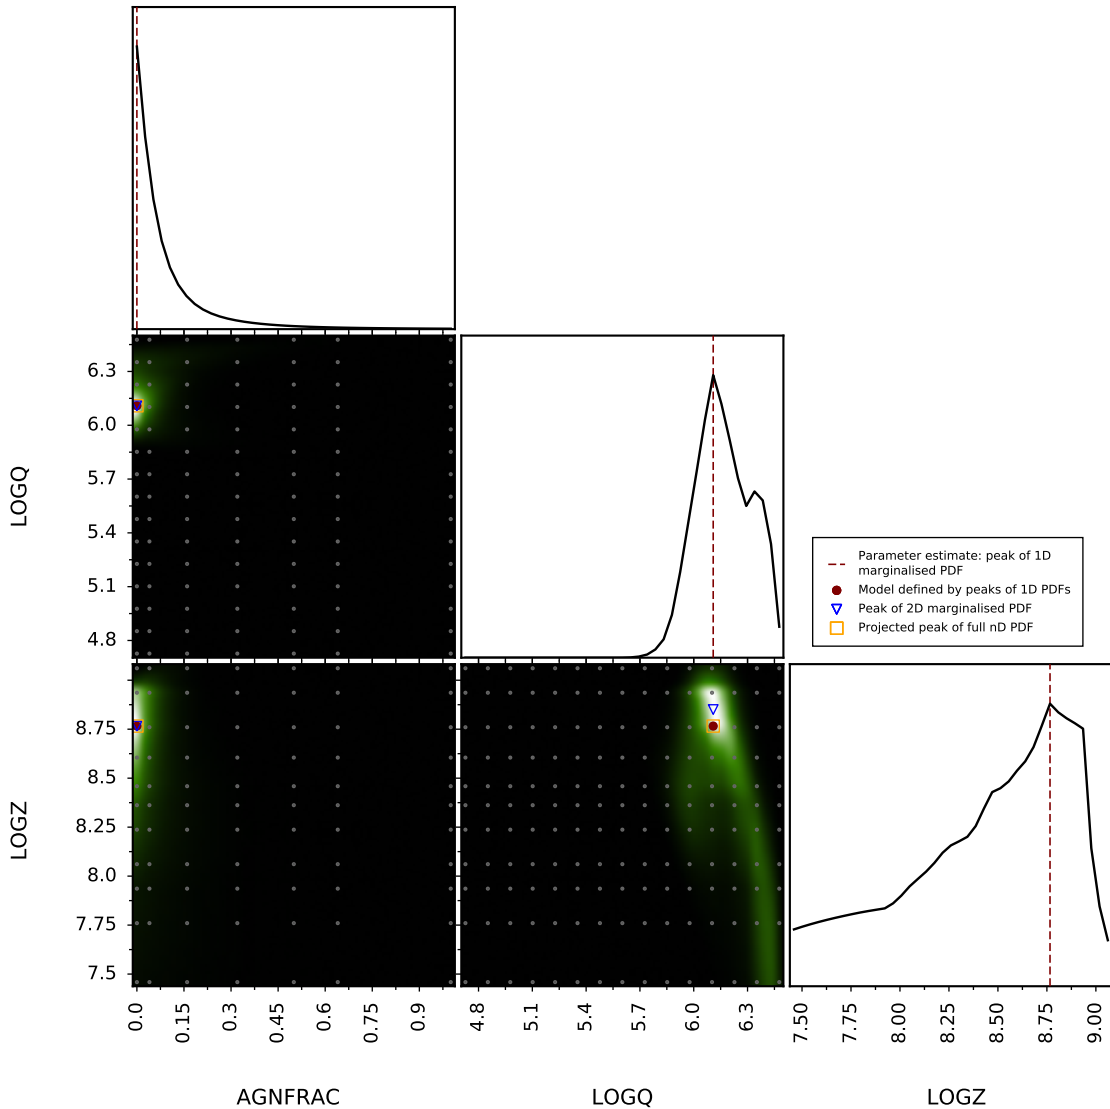 6.3
6.0
5.7
5.4
5.1
4.8
LOGQ
Parameter estimate: peak of 1D
marginalised PDF
Model defined by peaks of 1D PDFs
Peak of 2D marginalised PDF
Projected peak of full nD PDF
8.75
8.5
8.25
8.0
7.75
7.5
LOGZ
0.0 0.15 0.3 0.45 0.6 0.75 0.9
4.8 5.1 5.4 5.7 6.0 6.3
7.50 7.75 8.00 8.25 8.50 8.75 9.00
AGNFRAC LOGQ LOGZ